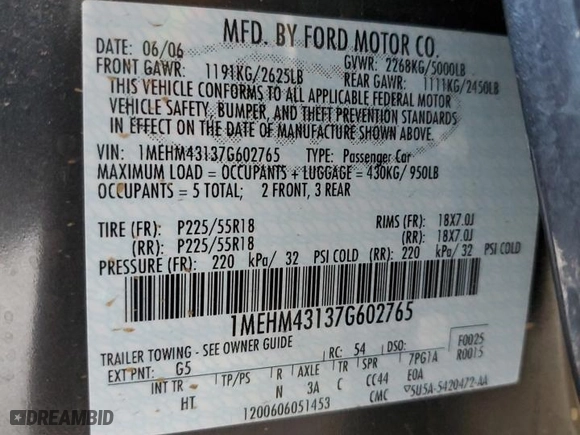 MFD. BY FORD MOTOR CO.
DATE: 06/06
GVWR: 2268KG/5000LB
FRONT GAWR: 1191KG/2625LB
REAR GAWR: 1111KG/2450LB
THIS VEHICLE CONFORMS TO ALL APPLICABLE FEDERAL MOTOR
VEHICLE SAFETY, BUMPER, AND THEFT PREVENTION STANDARDS
IN EFFECT ON THE DATE OF MANUFACTURE SHOWN ABOVE.
VIN: 1MEHM43137G602765 TYPE: Passenger Car
MAXIMUM LOAD = OCCUPANTS + LUGGAGE = 430KG/950LB
OCCUPANTS = 5 TOTAL; 2 FRONT, 3 REAR
TIRE (FR): P225/55R18 RIMS (FR): 18X7.0J
(RR): P225/55R18 (RR): 18X7.0J
PRESSURE (FR): 220 kPa/ 32 PSI COLD (RR): 220 kPa/ 32 PSI COLD
1MEHM43137G602765
TRAILER TOWING - SEE OWNER GUIDE
F0025
EXT PNT: G5 RC: 54 DSO: R0015
INT TR TP/PS R AXLE TR SPR 7PG1A
HT N 3A C CC44 E0A
1200606051453 CMC 5U5A-5420472-AA
BID.CARS